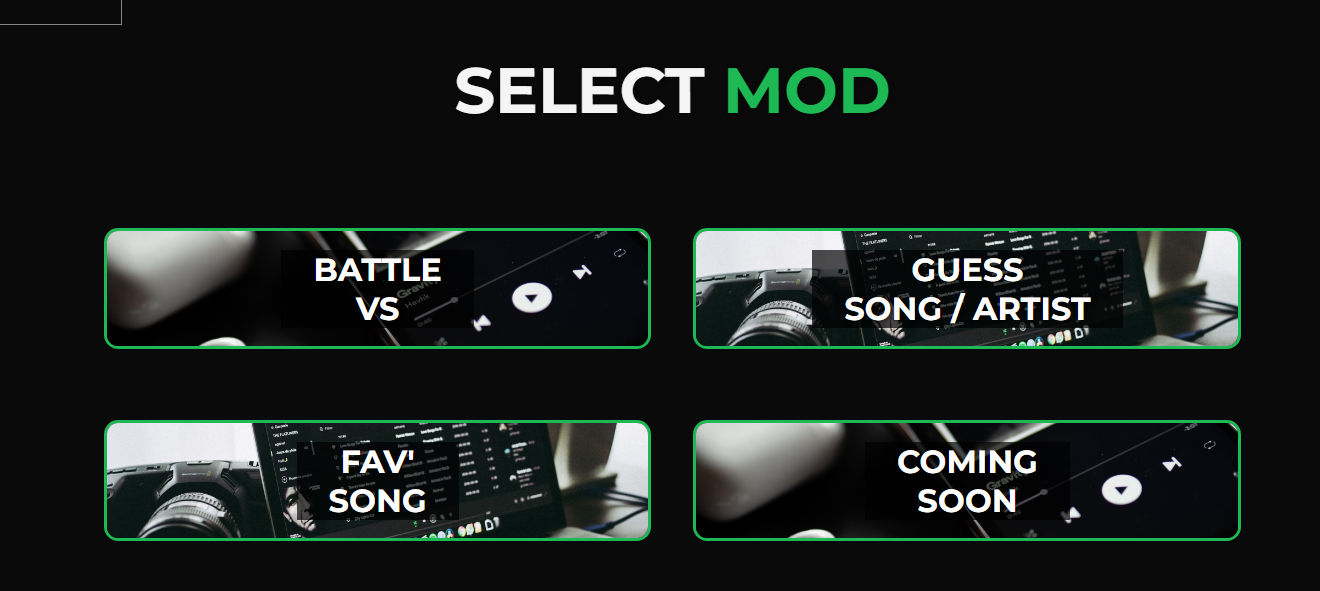 SELECT MOD
BATTLE
VS
GUESS
SONG / ARTIST
FAV'
SONG
COMING
SOON